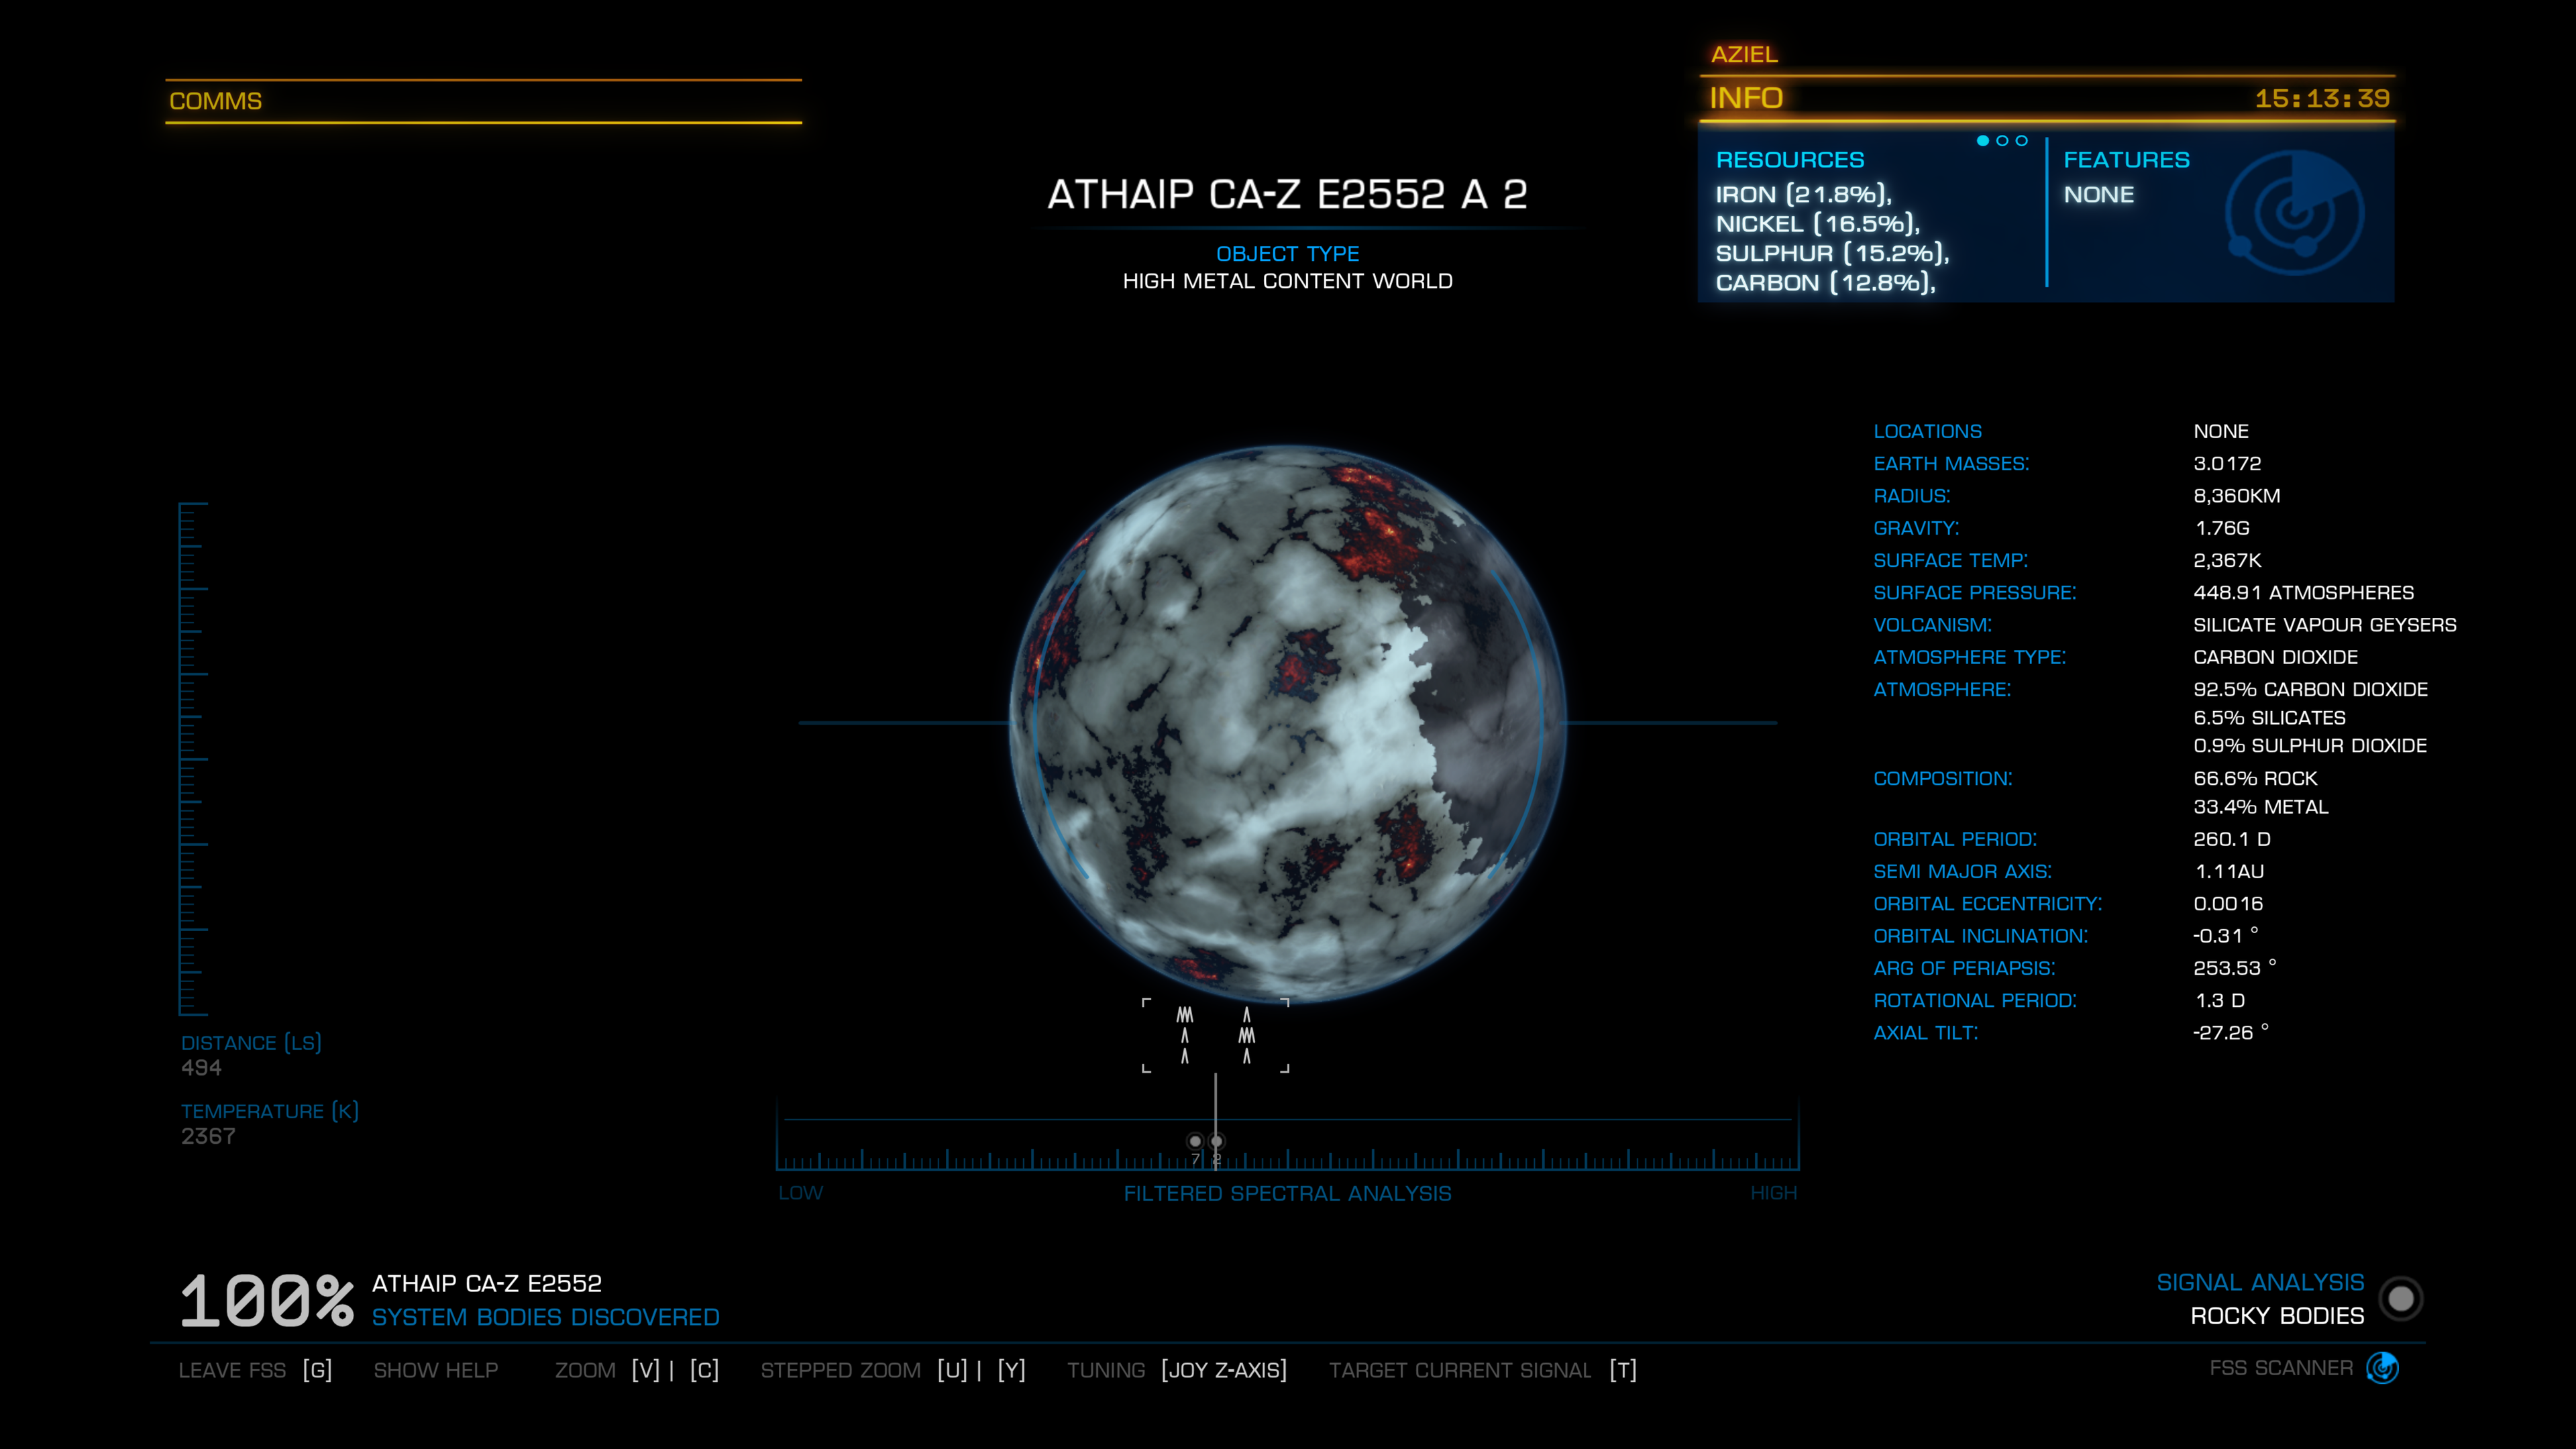 AZIEL
COMMS
INFO
15:13:39
RESOURCES
IRON (21.8%),
NICKEL (16.5%),
SULPHUR (15.2%),
CARBON (12.8%),
FEATURES
NONE
ATHAIP CA-Z E2552 A 2
OBJECT TYPE
HIGH METAL CONTENT WORLD
LOCATIONS NONE
EARTH MASSES: 3.0172
RADIUS: 8,360KM
GRAVITY: 1.76G
SURFACE TEMP: 2,367K
SURFACE PRESSURE: 448.91 ATMOSPHERES
VOLCANISM: SILICATE VAPOUR GEYSERS
ATMOSPHERE TYPE: CARBON DIOXIDE
ATMOSPHERE: 92.5% CARBON DIOXIDE
6.5% SILICATES
0.9% SULPHUR DIOXIDE
COMPOSITION: 66.6% ROCK
33.4% METAL
ORBITAL PERIOD: 260.1 D
SEMI MAJOR AXIS: 1.11AU
ORBITAL ECCENTRICITY: 0.0016
ORBITAL INCLINATION: -0.31 °
ARG OF PERIAPSIS: 253.53 °
ROTATIONAL PERIOD: 1.3 D
AXIAL TILT: -27.26 °
DISTANCE (LS)
494
TEMPERATURE (K)
2367
7 2
LOW FILTERED SPECTRAL ANALYSIS HIGH
100%
ATHAIP CA-Z E2552
SYSTEM BODIES DISCOVERED
SIGNAL ANALYSIS
ROCKY BODIES
LEAVE FSS [G] SHOW HELP ZOOM [V] | [C] STEPPED ZOOM [U] | [Y] TUNING [JOY Z-AXIS] TARGET CURRENT SIGNAL [T]
FSS SCANNER